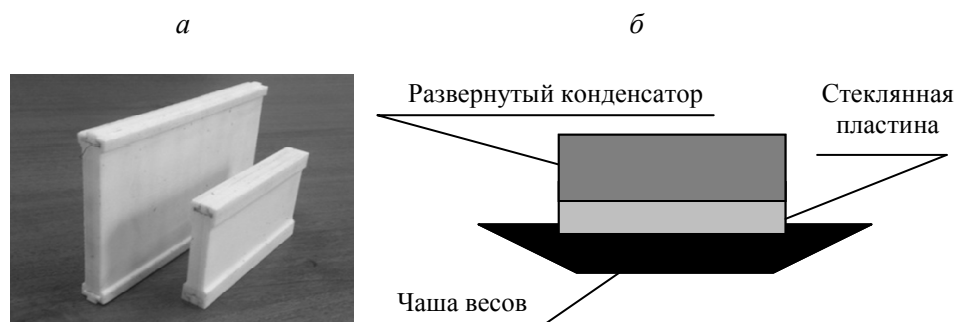 а
б
Развернутый конденсатор
Стеклянная
пластина
Чаша весов